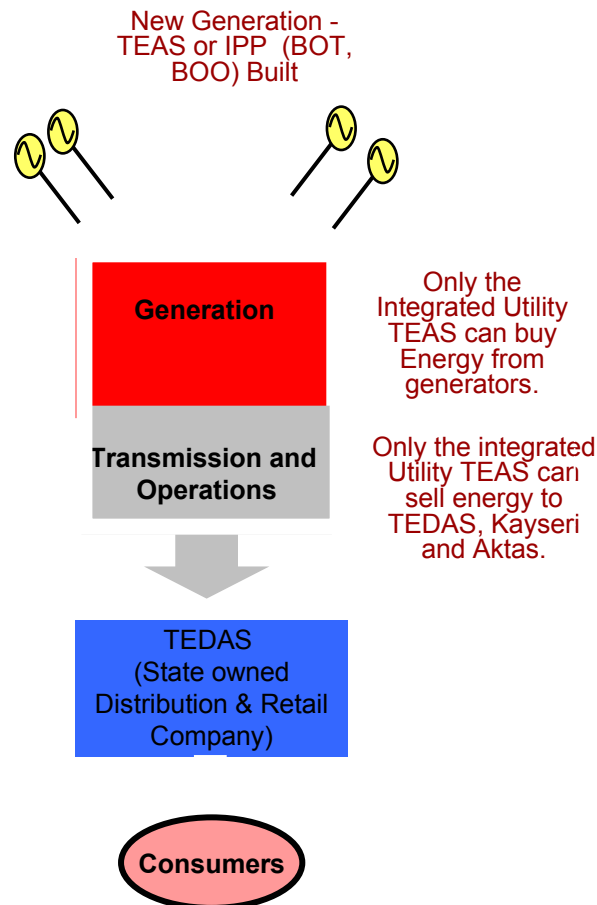 New Generation -
TEAS or IPP (BOT,
BOO) Built
Generation
Only the
Integrated Utility
TEAS can buy
Energy from
generators.
Transmission and
Operations
Only the integrated
Utility TEAS can
sell energy to
TEDAS, Kayseri
and Aktas.
TEDAS
(State owned
Distribution & Retail
Company)
Consumers